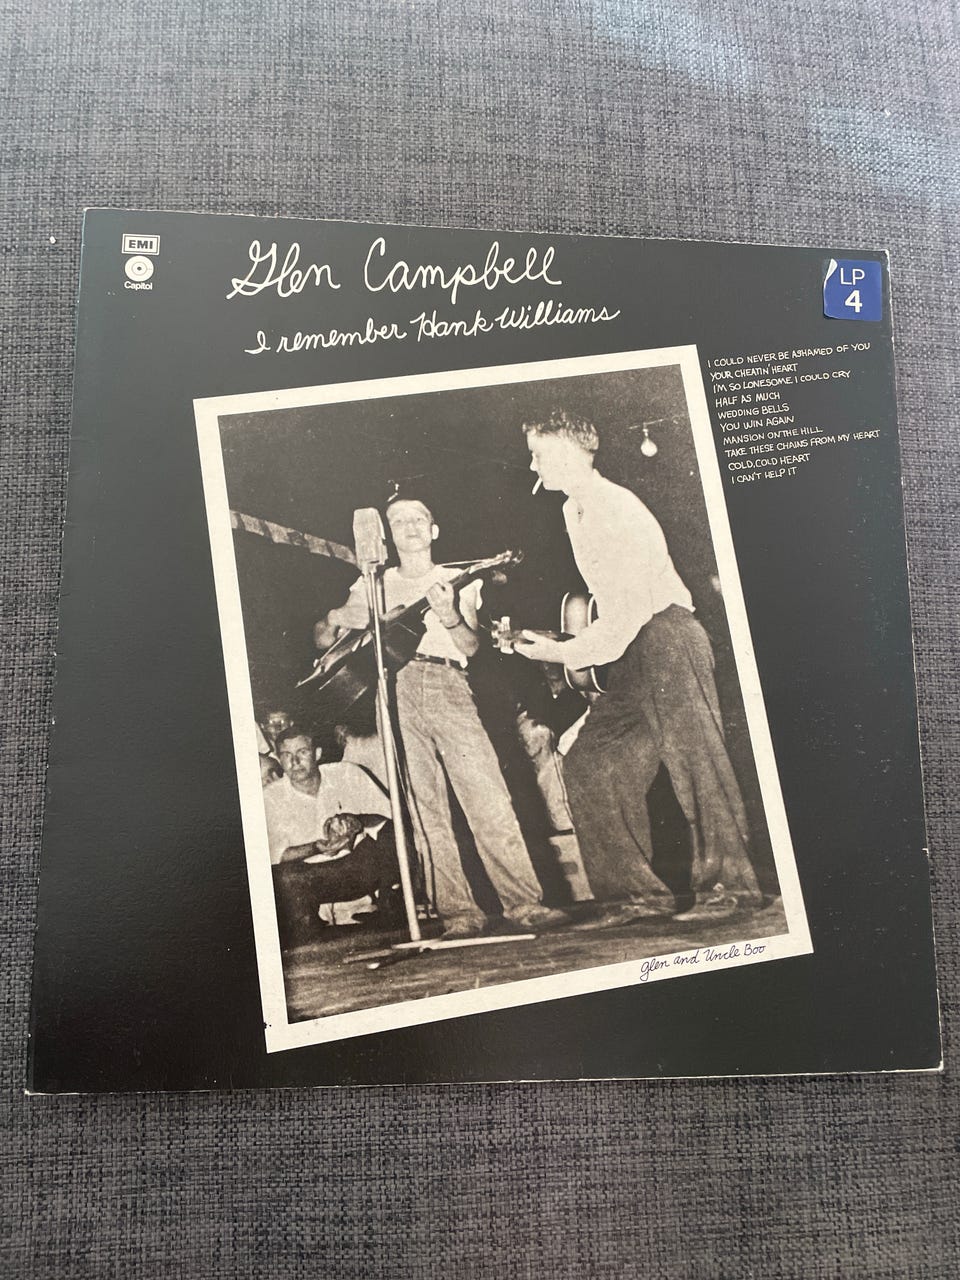 EMI
Capitol
Glen Campbell
I remember Hank Williams
LP
4
I COULD NEVER BE ASHAMED OF YOU
YOUR CHEATIN' HEART
I'M SO LONESOME I COULD CRY
HALF AS MUCH
WEDDING BELLS
YOU WIN AGAIN
MANSION ON THE HILL
TAKE THESE CHAINS FROM MY HEART
COLD, COLD HEART
I CAN'T HELP IT
Glen and Uncle Boo